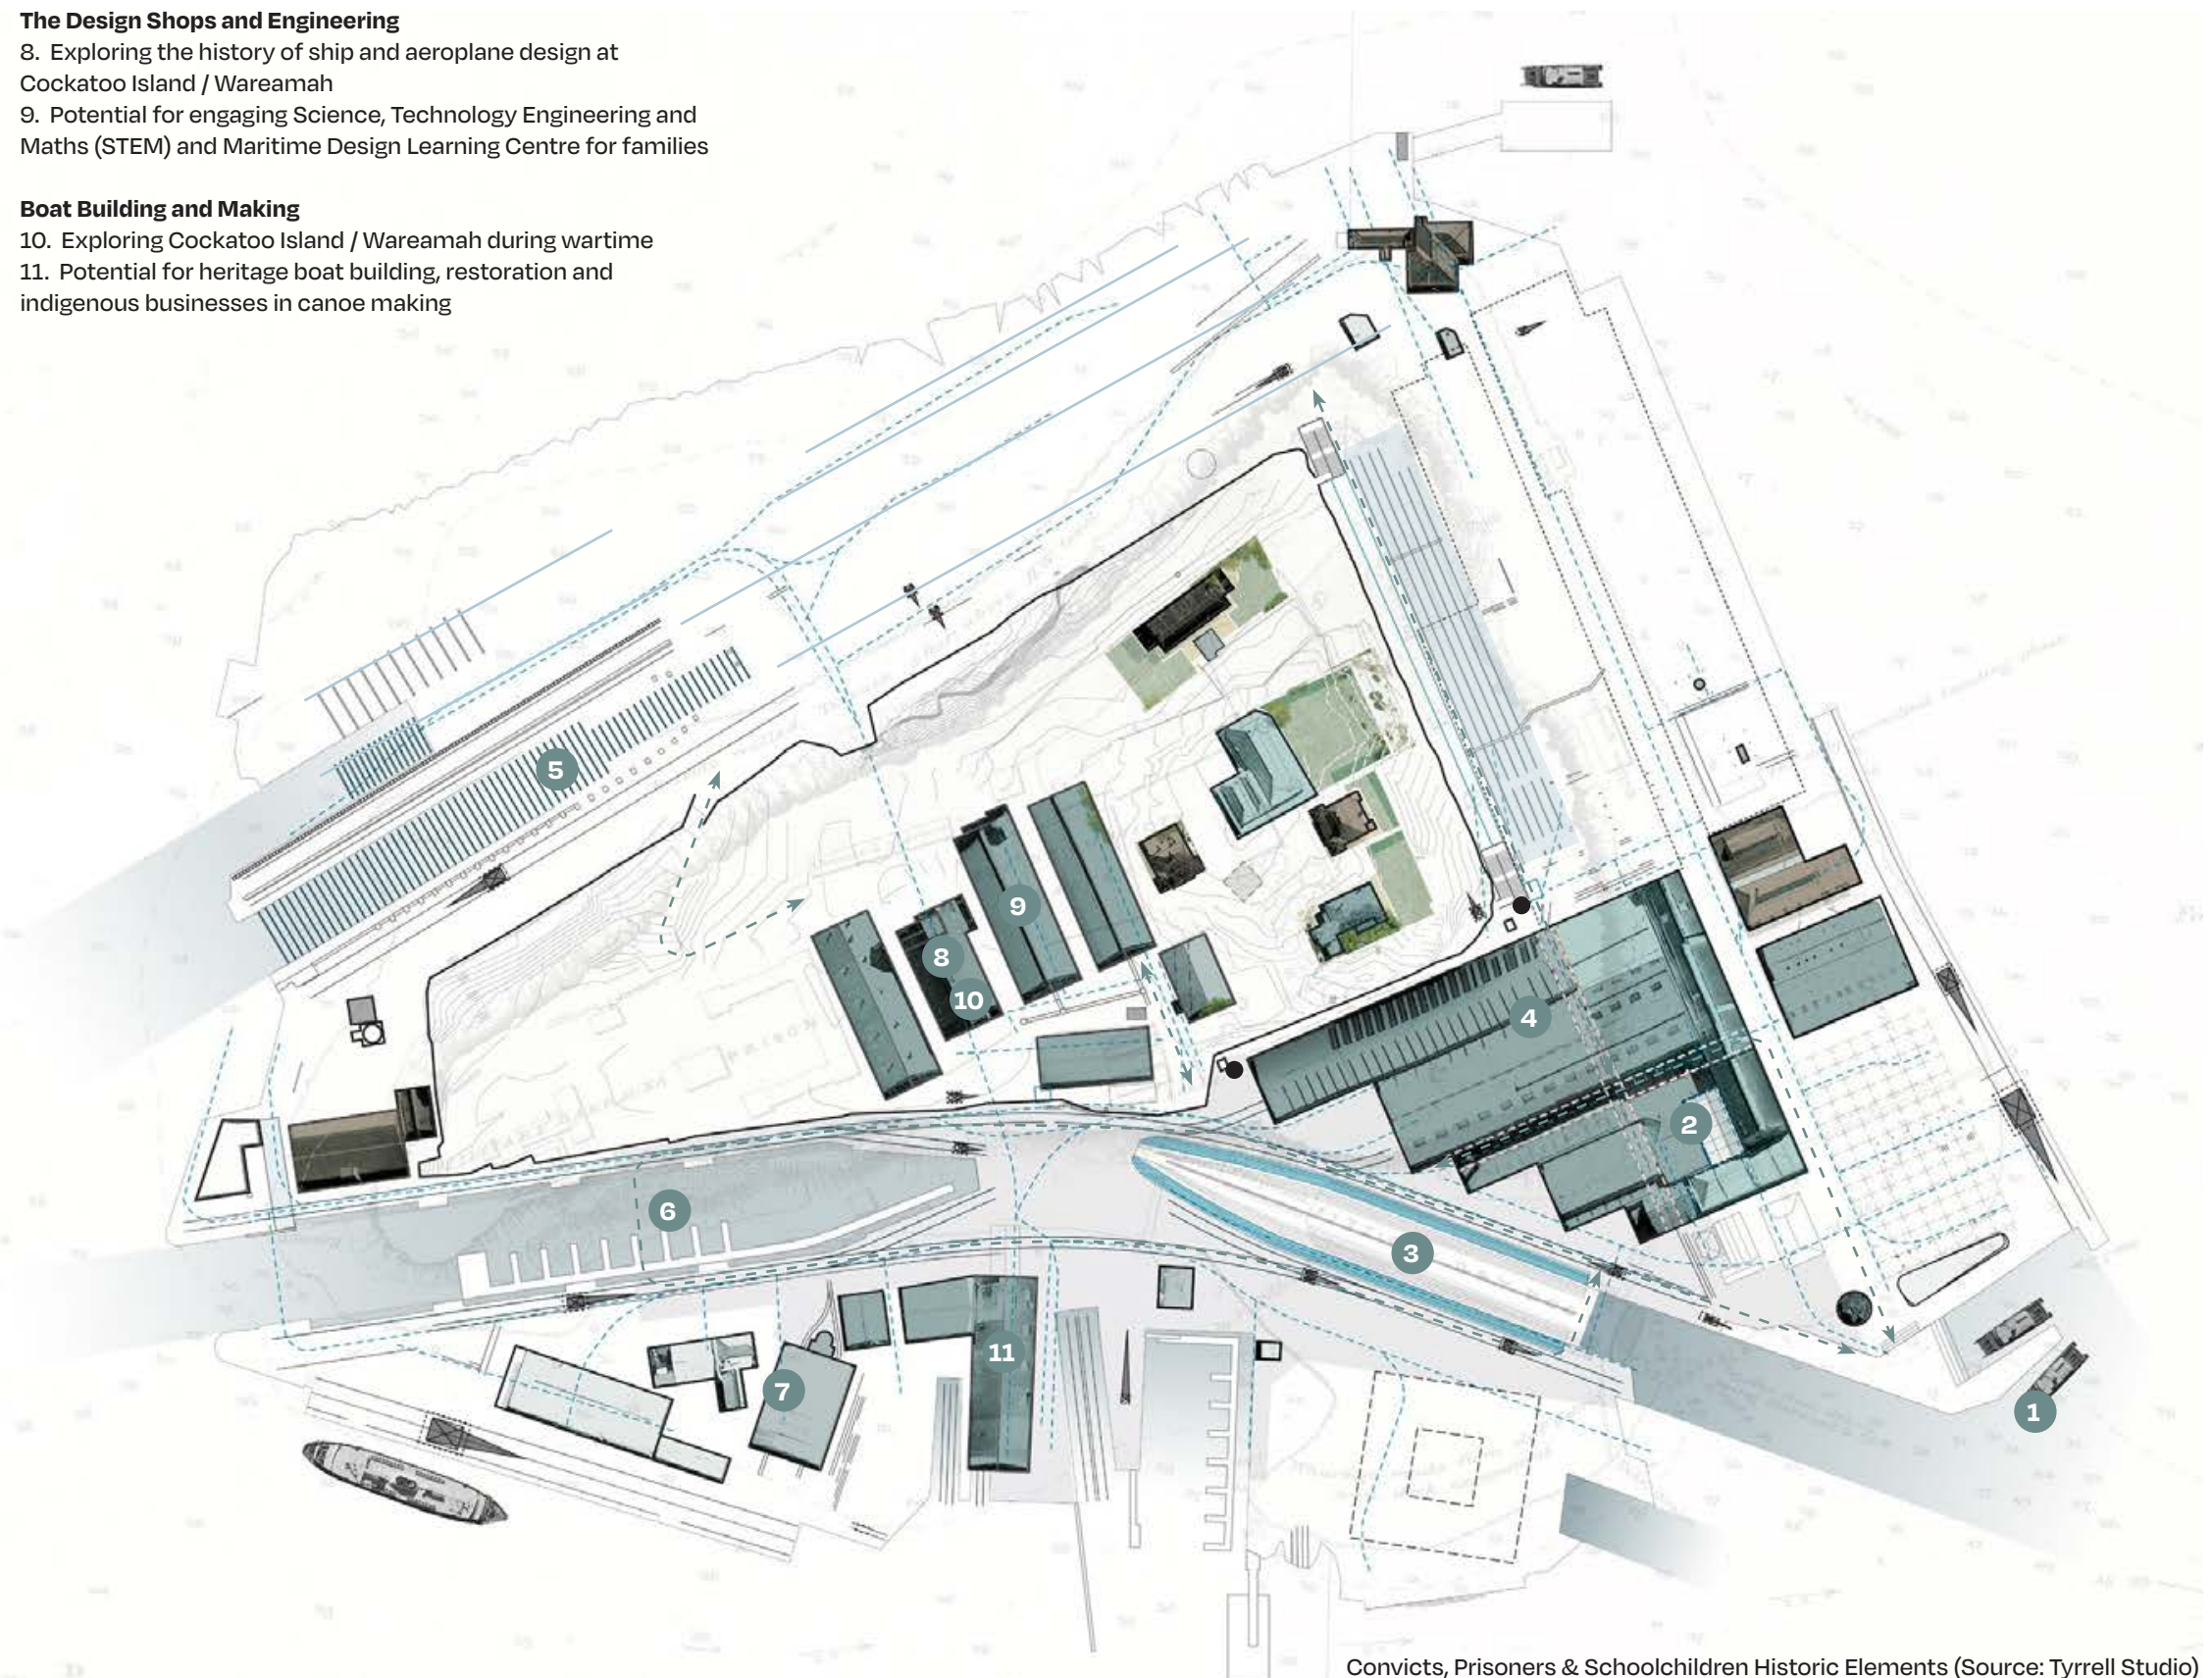 The Design Shops and Engineering
8. Exploring the history of ship and aeroplane design at
Cockatoo Island / Wareamah
9. Potential for engaging Science, Technology Engineering and
Maths (STEM) and Maritime Design Learning Centre for families
Boat Building and Making
10. Exploring Cockatoo Island / Wareamah during wartime
11. Potential for heritage boat building, restoration and
indigenous businesses in canoe making
5
9
8
10
4
2
6
3
11
7
1
PRISON
Convicts, Prisoners & Schoolchildren Historic Elements (Source: Tyrrell Studio)